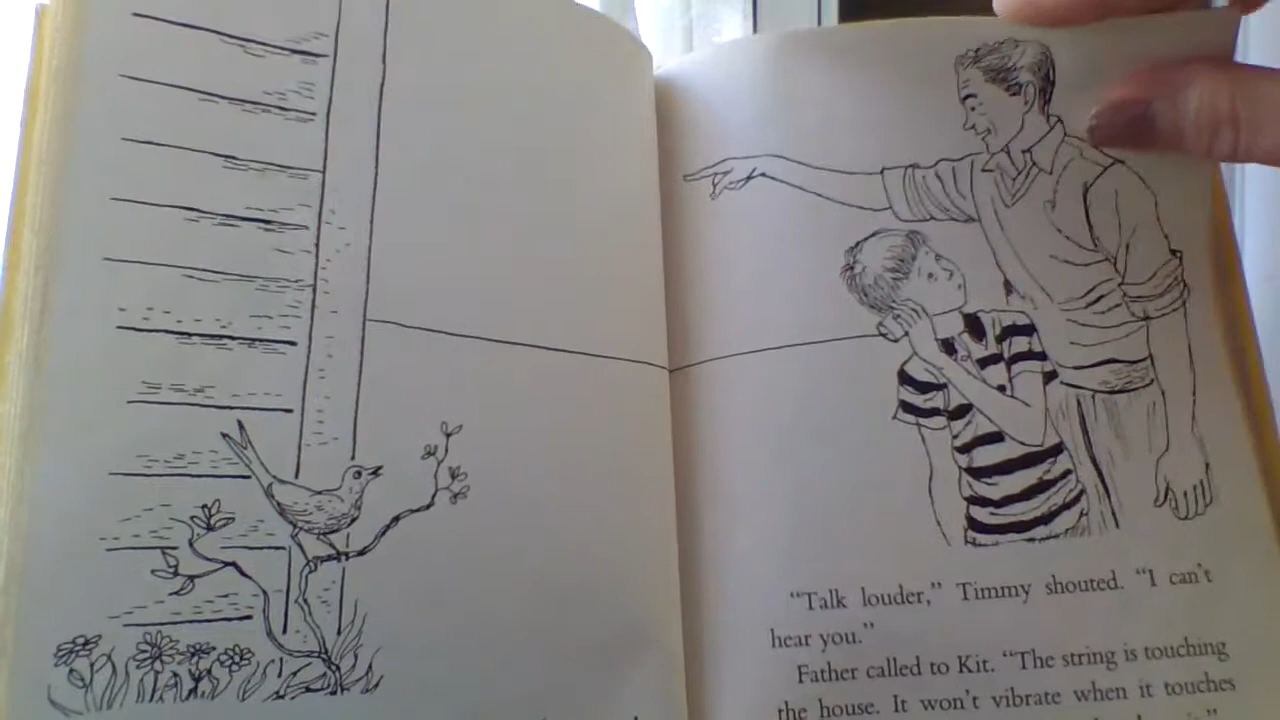 “Talk louder,” Timmy shouted. “I can’t
hear you.”
Father called to Kit. “The string is touching
the house. It won’t vibrate when it touches